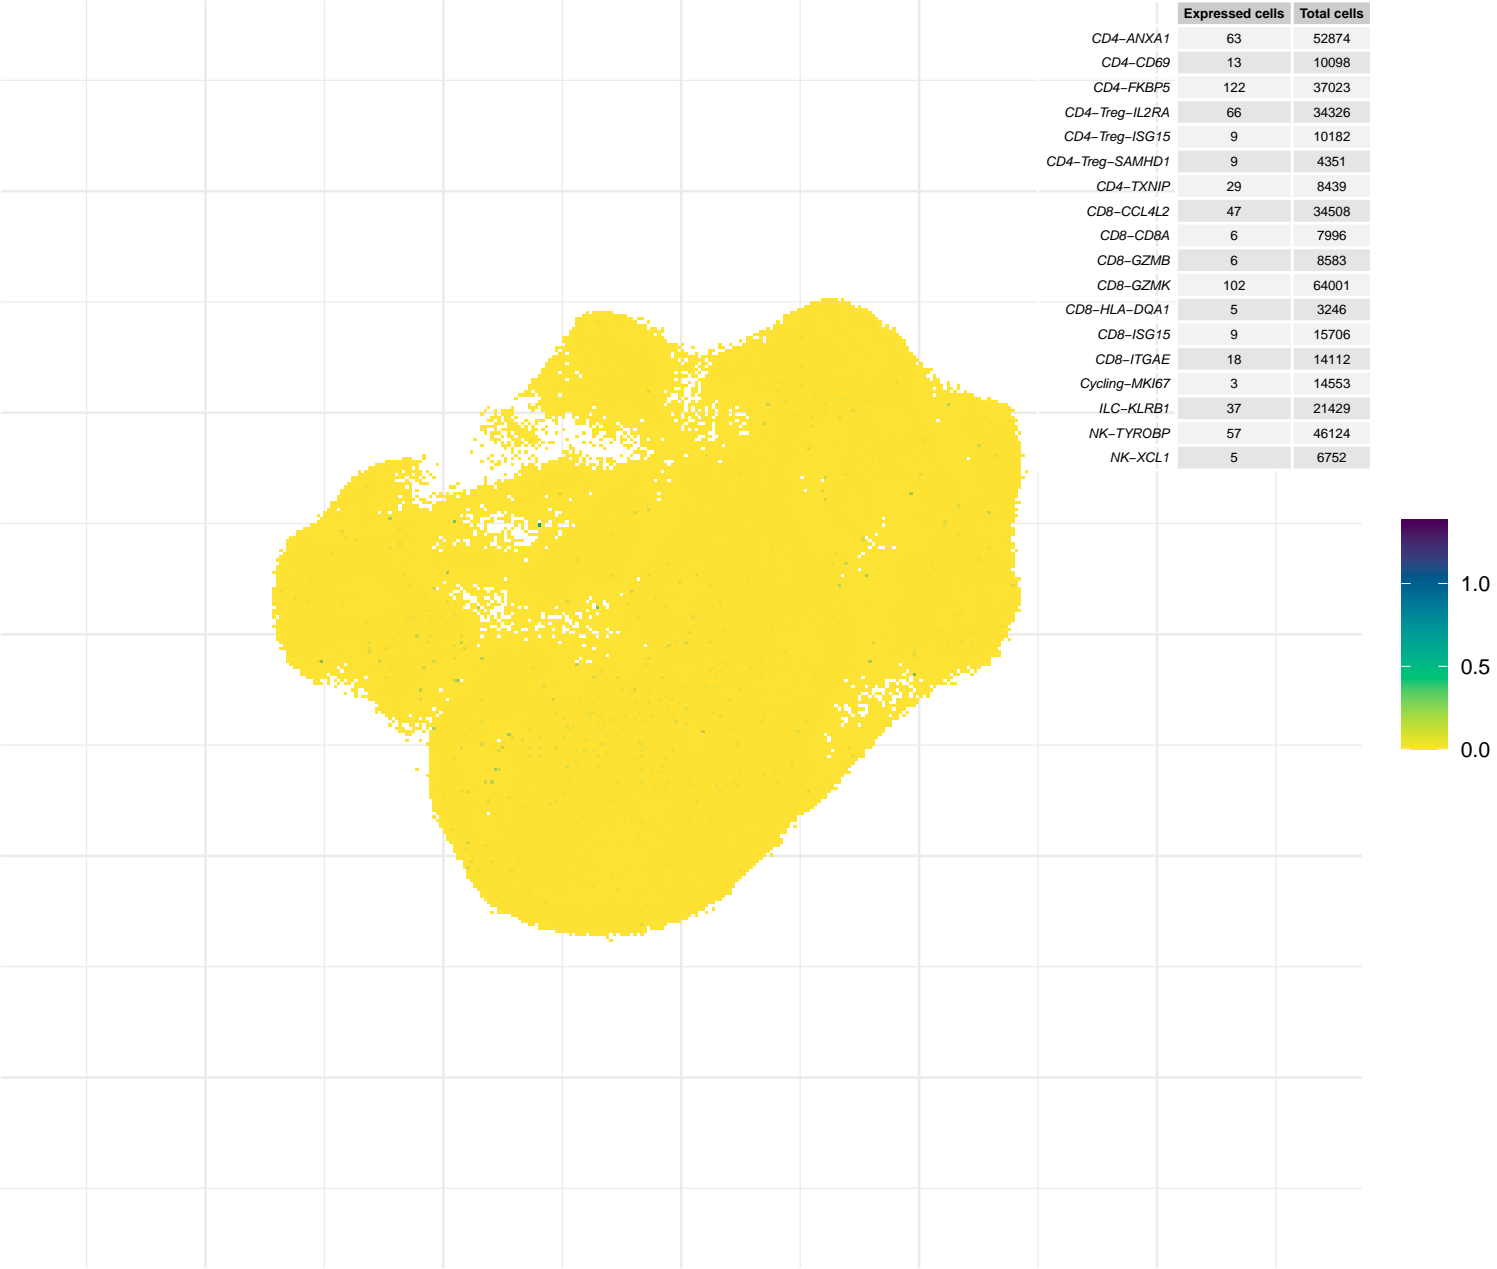 Expressed cells Total cells
CD4−ANXA1 63 52874
CD4−CD69 13 10098
CD4−FKBP5 122 37023
CD4−Treg−IL2RA 66 34326
CD4−Treg−ISG15 9 10182
CD4−Treg−SAMHD1 9 4351
CD4−TXNIP 29 8439
CD8−CCL4L2 47 34508
CD8−CD8A 6 7996
CD8−GZMB 6 8583
CD8−GZMK 102 64001
CD8−HLA−DQA1 5 3246
CD8−ISG15 9 15706
CD8−ITGAE 18 14112
Cycling−MKI67 3 14553
ILC−KLRB1 37 21429
NK−TYROBP 57 46124
NK−XCL1 5 6752
1.0
0.5
0.0